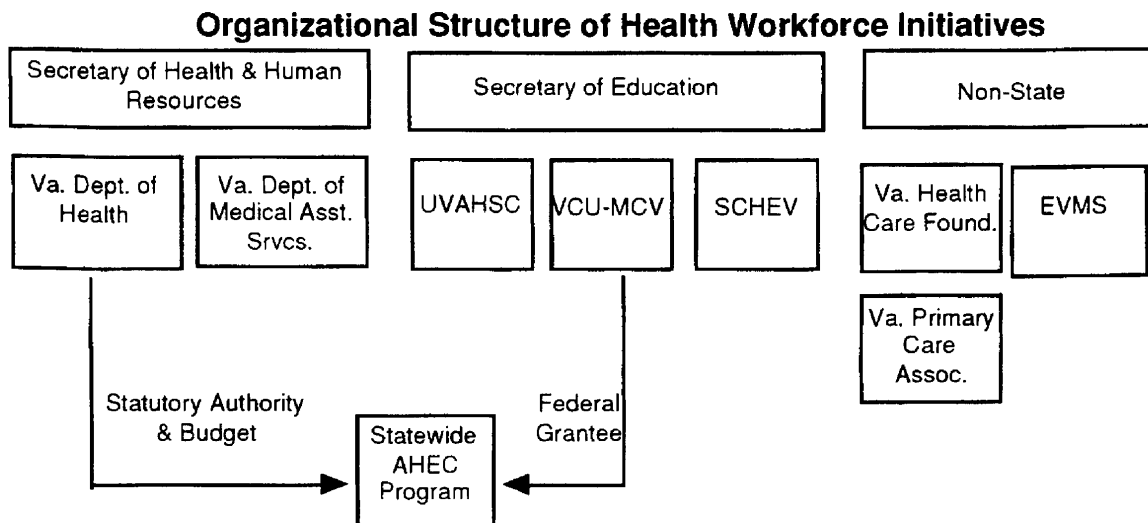 Organizational Structure of Health Workforce Initiatives
Secretary of Health & Human
Resources
Secretary of Education
Non-State
Va. Dept. of
Health
Va. Dept. of
Medical Asst.
Srvcs.
UVAHSC
VCU-MCV
SCHEV
Va. Health
Care Found.
EVMS
Va. Primary
Care
Assoc.
Statutory Authority
& Budget
Federal
Grantee
Statewide
AHEC
Program